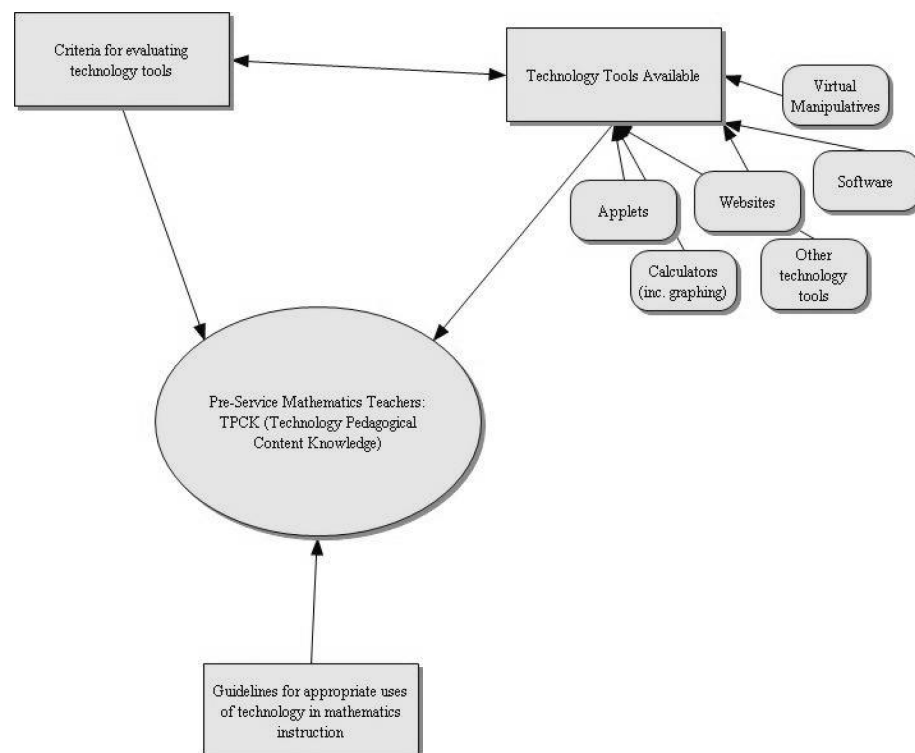 Criteria for evaluating
technology tools
Technology Tools Available
Virtual
Manipulatives
Software
Applets
Websites
Calculators
(inc. graphing)
Other
technology
tools
Pre-Service Mathematics Teachers:
TPCK (Technology Pedagogical
Content Knowledge)
Guidelines for appropriate uses
of technology in mathematics
instruction